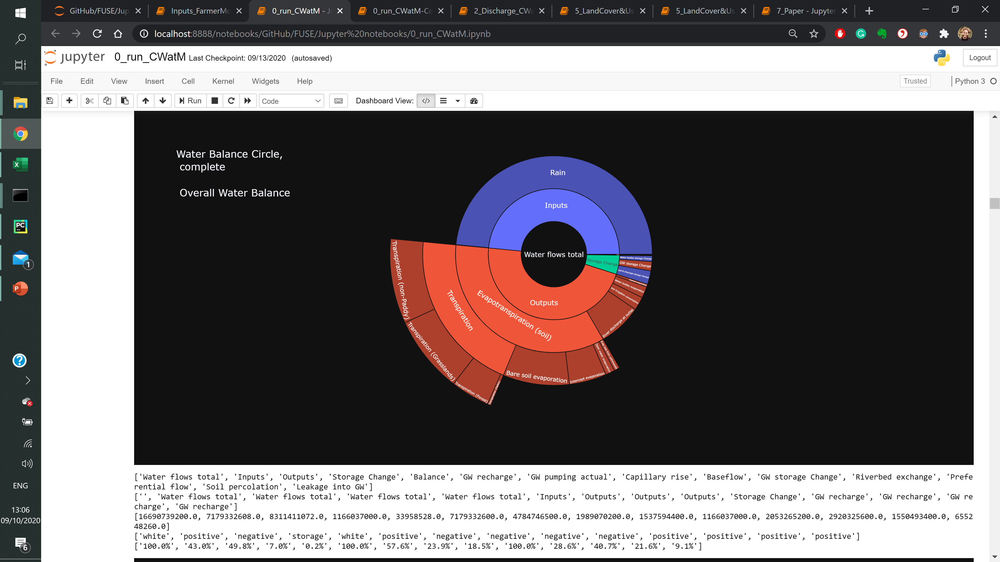 GitHub/FUSE/Jup
Inputs_FarmerMo
0_run_CWatM - J
0_run_CWatM-Co
2_Discharge_CWa
5_LandCover&Us
5_LandCover&Us
7_Paper - Jupyter
localhost:8888/notebooks/GitHub/FUSE/Jupyter%20notebooks/0_run_CWatM.ipynb
jupyter 0_run_CWatM Last Checkpoint: 09/13/2020 (autosaved)
Logout
File Edit View Insert Cell Kernel Widgets Help
Trusted
Python 3
Run
Code
Dashboard View:
Water Balance Circle,
complete
Overall Water Balance
Rain
Inputs
Water flows total
Storage Change
Water bodies storage Change
GW storage Change
Soil & Intercept storage Change
Channel evaporation
Water bodies evaporation
non-Irrigation consumption
River discharge at outlet
Outputs
Evapotranspiration (soil)
Transpiration
Transpiration (non-Paddy)
Transpiration (Grasslands)
Transpiration (Forest)
Transpiration (Paddy)
Bare soil evaporation
Intercept evaporation
Open water evaporation
Evap loss from withdrawals
['Water flows total', 'Inputs', 'Outputs', 'Storage Change', 'Balance', 'GW recharge', 'GW pumping actual', 'Capillary rise', 'Baseflow', 'GW storage Change', 'Riverbed exchange', 'Prefe
rential flow', 'Soil percolation', 'Leakage into GW']
['', 'Water flows total', 'Water flows total', 'Water flows total', 'Water flows total', 'Inputs', 'Outputs', 'Outputs', 'Outputs', 'Storage Change', 'GW recharge', 'GW recharge', 'GW re
charge', 'GW recharge']
[16690739200.0, 7179332608.0, 8311411072.0, 1166037000.0, 33958528.0, 7179332600.0, 4784746500.0, 1989070200.0, 1537594400.0, 1166037000.0, 2053265200.0, 2920325600.0, 1550493400.0, 6552
48260.0]
['white', 'positive', 'negative', 'storage', 'white', 'positive', 'negative', 'negative', 'negative', 'negative', 'positive', 'positive', 'positive', 'positive']
['100.0%', '43.0%', '49.8%', '7.0%', '0.2%', '100.0%', '57.6%', '23.9%', '18.5%', '100.0%', '28.6%', '40.7%', '21.6%', '9.1%']
X
PC
1
P
ENG
13:06
09/10/2020
6